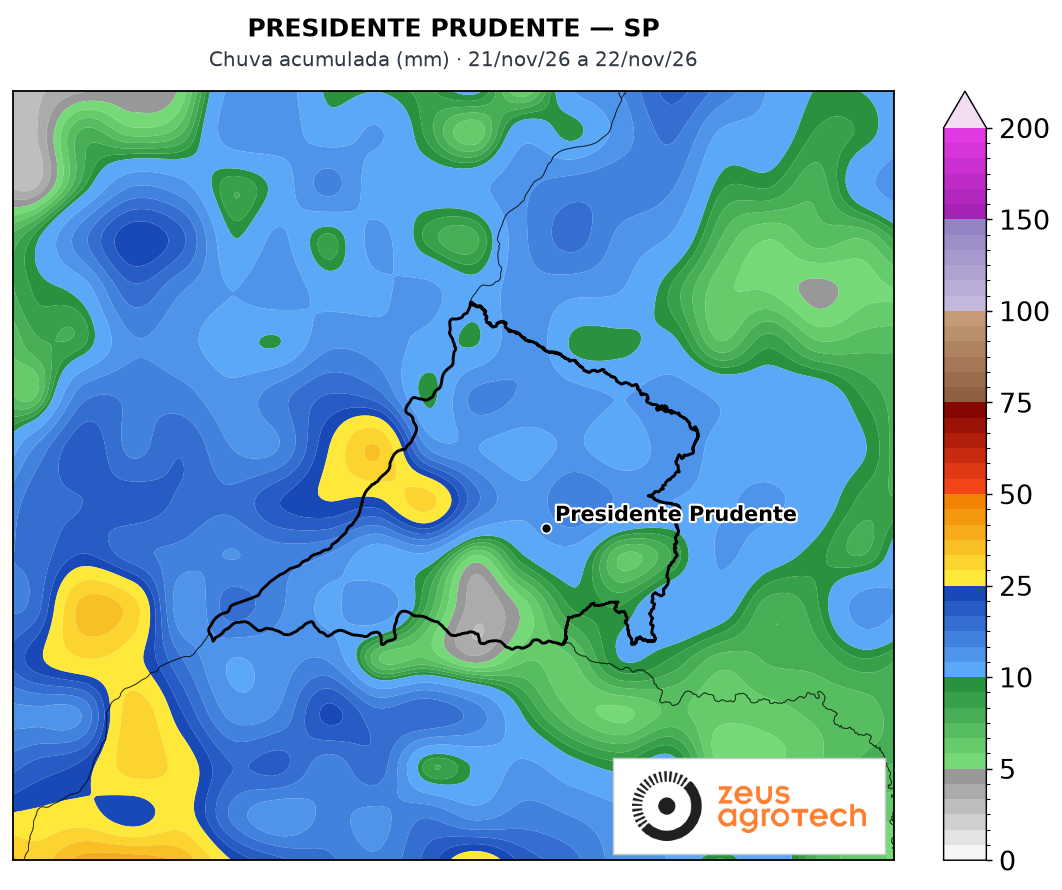 PRESIDENTE PRUDENTE — SP
Chuva acumulada (mm) · 21/nov/26 a 22/nov/26
200
150
100
75
50
25
10
5
0
Presidente Prudente
zeus
agrotech